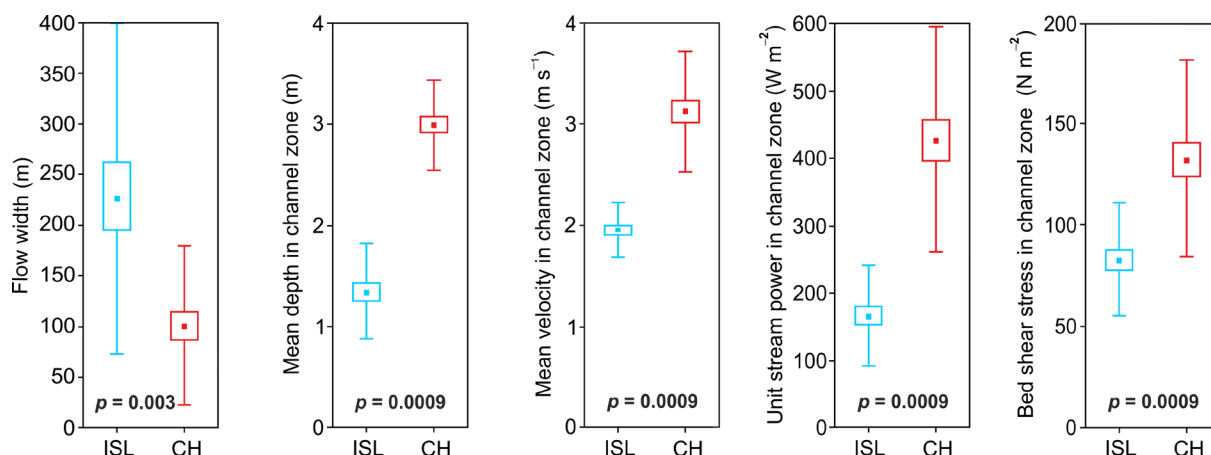 Flow width (m)
400
350
300
250
200
150
100
50
0
p = 0.003
ISL CH
Mean depth in channel zone (m)
4
3
2
1
0
p = 0.0009
ISL CH
Mean velocity in channel zone (m s⁻¹)
4
3
2
1
0
p = 0.0009
ISL CH
Unit stream power in channel zone (W m⁻²)
600
500
400
300
200
100
0
p = 0.0009
ISL CH
Bed shear stress in channel zone (N m⁻²)
200
150
100
50
0
p = 0.0009
ISL CH